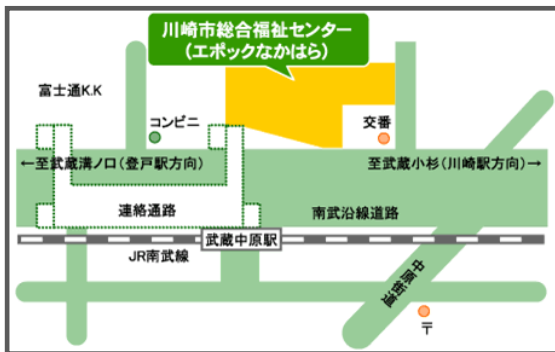 川崎市総合福祉センター
(エポックなかはら)
富士通K.K
コンビニ
交番
←至武蔵溝ノ口(登戸駅方向)
至武蔵小杉(川崎駅方向)→
連絡通路
南武沿線道路
武蔵中原駅
JR南武線
中原街道
〒